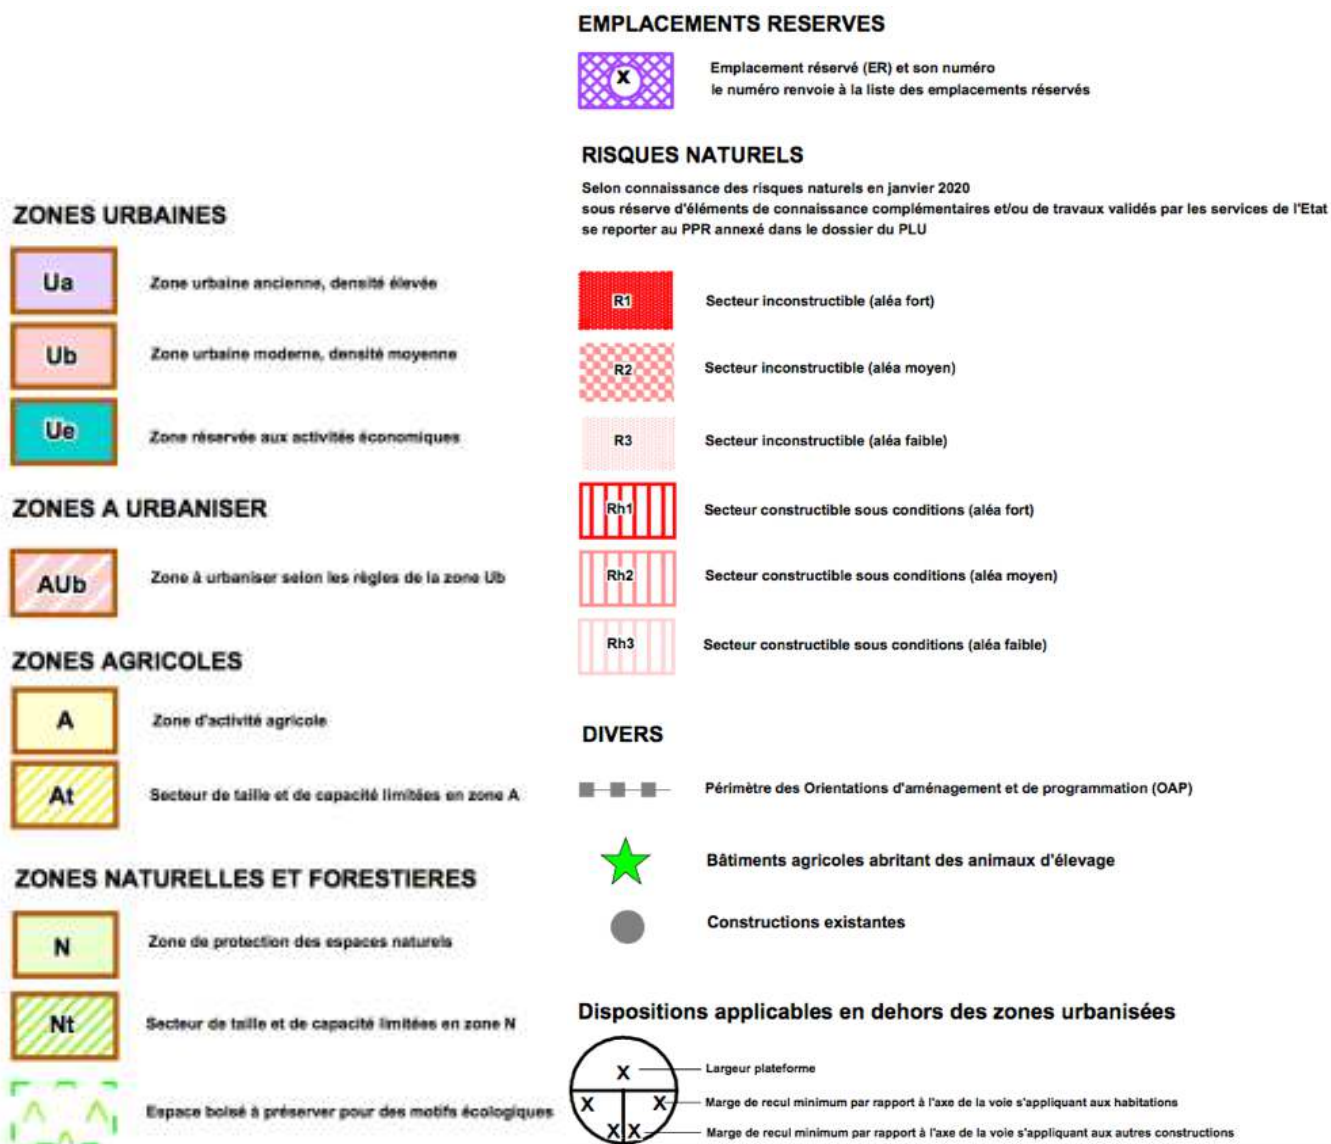 ZONES URBAINES
Ua
Zone urbaine ancienne, densité élevée
Ub
Zone urbaine moderne, densité moyenne
Ue
Zone réservée aux activités économiques
ZONES A URBANISER
AUb
Zone à urbaniser selon les règles de la zone Ub
ZONES AGRICOLES
A
Zone d'activité agricole
At
Secteur de taille et de capacité limitées en zone A
ZONES NATURELLES ET FORESTIERES
N
Zone de protection des espaces naturels
Nt
Secteur de taille et de capacité limitées en zone N
Espace boisé à préserver pour des motifs écologiques
EMPLACEMENTS RESERVES
X
Emplacement réservé (ER) et son numéro
le numéro renvoie à la liste des emplacements réservés
RISQUES NATURELS
Selon connaissance des risques naturels en janvier 2020
sous réserve d'éléments de connaissance complémentaires et/ou de travaux validés par les services de l'Etat
se reporter au PPR annexé dans le dossier du PLU
R1
Secteur inconstructible (aléa fort)
R2
Secteur inconstructible (aléa moyen)
R3
Secteur inconstructible (aléa faible)
Rh1
Secteur constructible sous conditions (aléa fort)
Rh2
Secteur constructible sous conditions (aléa moyen)
Rh3
Secteur constructible sous conditions (aléa faible)
DIVERS
Périmètre des Orientations d'aménagement et de programmation (OAP)
Bâtiments agricoles abritant des animaux d'élevage
Constructions existantes
Dispositions applicables en dehors des zones urbanisées
X
Largeur plateforme
X X
Marge de recul minimum par rapport à l'axe de la voie s'appliquant aux habitations
X X
Marge de recul minimum par rapport à l'axe de la voie s'appliquant aux autres constructions